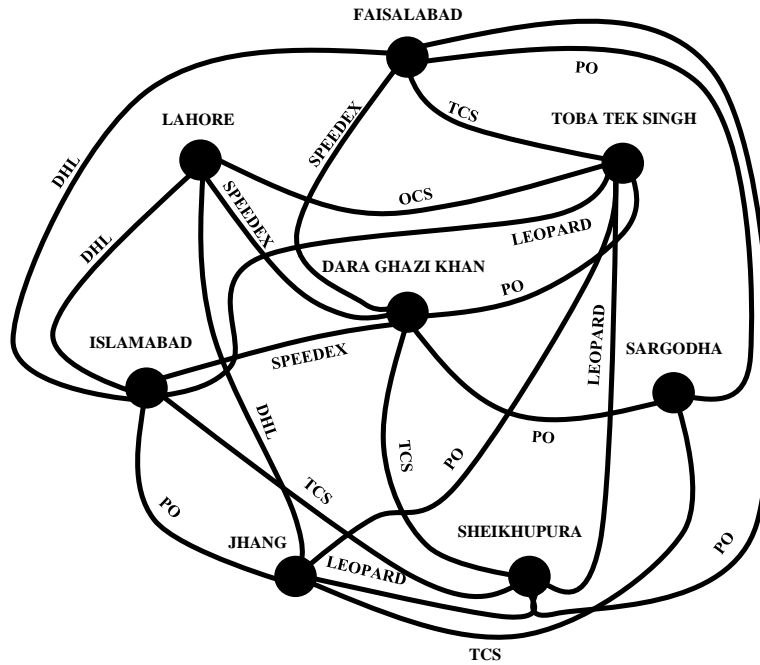 FAISALABAD
PO
TCS
LAHORE
TOBA TEK SINGH
SPEEDEX
DHL
SPEEDEX
OCS
DHL
LEOPARD
DARA GHAZI KHAN
PO
ISLAMABAD
SPEEDEX
LEOPARD
SARGODHA
DHL
PO
TCS
PO
TCS
PO
JHANG
SHEIKHUPURA
LEOPARD
PO
TCS